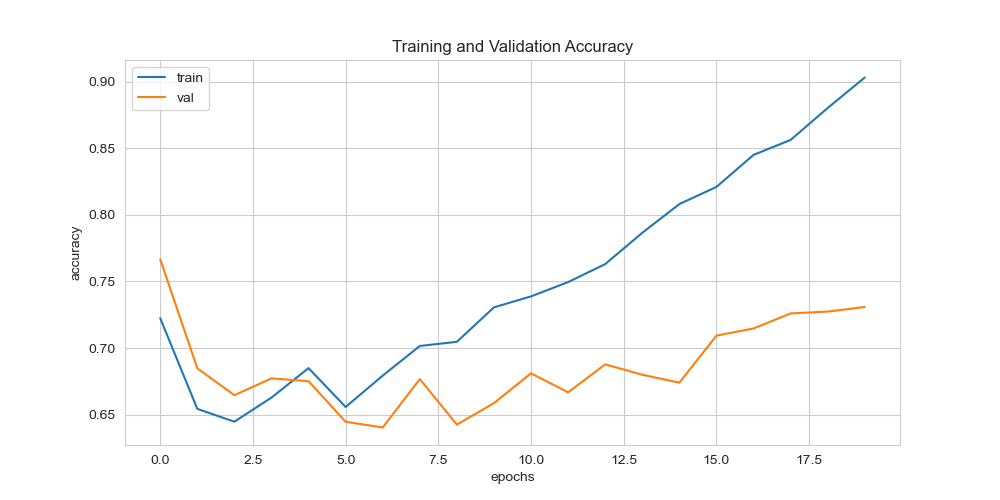 Training and Validation Accuracy
train
val
0.90
0.85
0.80
0.75
0.70
0.65
accuracy
0.0 2.5 5.0 7.5 10.0 12.5 15.0 17.5
epochs